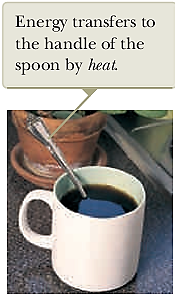 Energy transfers to
the handle of the
spoon by heat.